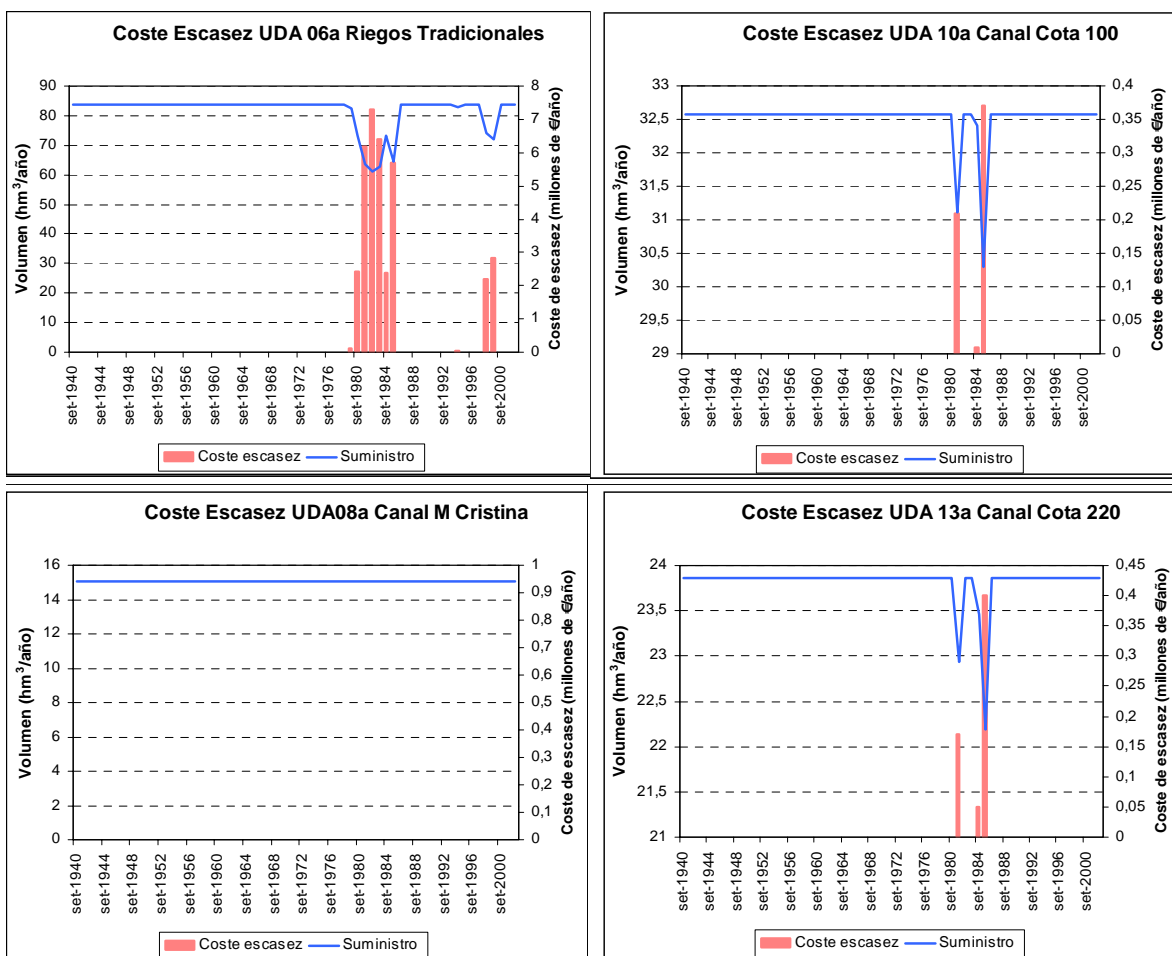 Coste Escasez UDA 06a Riegos Tradicionales
Volumen (hm³/año)
90
80
70
60
50
40
30
20
10
0
8
7
6
5
4
3
2
1
0
Coste de escasez (millones de €/año)
set-1940
set-1944
set-1948
set-1952
set-1956
set-1960
set-1964
set-1968
set-1972
set-1976
set-1980
set-1984
set-1988
set-1992
set-1996
set-2000
Coste escasez
Suministro
Coste Escasez UDA 10a Canal Cota 100
Volumen (hm³/año)
33
32,5
32
31,5
31
30,5
30
29,5
29
0,4
0,35
0,3
0,25
0,2
0,15
0,1
0,05
0
Coste de escasez (millones de €/año)
set-1940
set-1944
set-1948
set-1952
set-1956
set-1960
set-1964
set-1968
set-1972
set-1976
set-1980
set-1984
set-1988
set-1992
set-1996
set-2000
Coste escasez
Suministro
Coste Escasez UDA08a Canal M Cristina
Volumen (hm³/año)
16
14
12
10
8
6
4
2
0
1
0,9
0,8
0,7
0,6
0,5
0,4
0,3
0,2
0,1
0
Coste de escasez (millones de €/año)
set-1940
set-1944
set-1948
set-1952
set-1956
set-1960
set-1964
set-1968
set-1972
set-1976
set-1980
set-1984
set-1988
set-1992
set-1996
set-2000
Coste escasez
Suministro
Coste Escasez UDA 13a Canal Cota 220
Volumen (hm³/año)
24
23,5
23
22,5
22
21,5
21
0,45
0,4
0,35
0,3
0,25
0,2
0,15
0,1
0,05
0
Coste de escasez (millones de €/año)
set-1940
set-1944
set-1948
set-1952
set-1956
set-1960
set-1964
set-1968
set-1972
set-1976
set-1980
set-1984
set-1988
set-1992
set-1996
set-2000
Coste escasez
Suministro